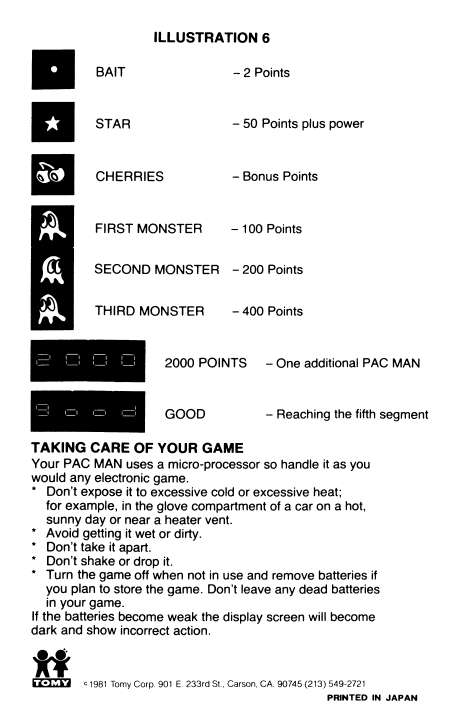 ILLUSTRATION 6
BAIT – 2 Points
STAR – 50 Points plus power
CHERRIES – Bonus Points
FIRST MONSTER – 100 Points
SECOND MONSTER – 200 Points
THIRD MONSTER – 400 Points
2000 2000 POINTS – One additional PAC MAN
good GOOD – Reaching the fifth segment
TAKING CARE OF YOUR GAME
Your PAC MAN uses a micro-processor so handle it as you
would any electronic game.
* Don't expose it to excessive cold or excessive heat;
for example, in the glove compartment of a car on a hot,
sunny day or near a heater vent.
* Avoid getting it wet or dirty.
* Don't take it apart.
* Don't shake or drop it.
* Turn the game off when not in use and remove batteries if
you plan to store the game. Don't leave any dead batteries
in your game.
If the batteries become weak the display screen will become
dark and show incorrect action.
TOMY
©1981 Tomy Corp. 901 E. 233rd St., Carson, CA. 90745 (213) 549-2721
PRINTED IN JAPAN